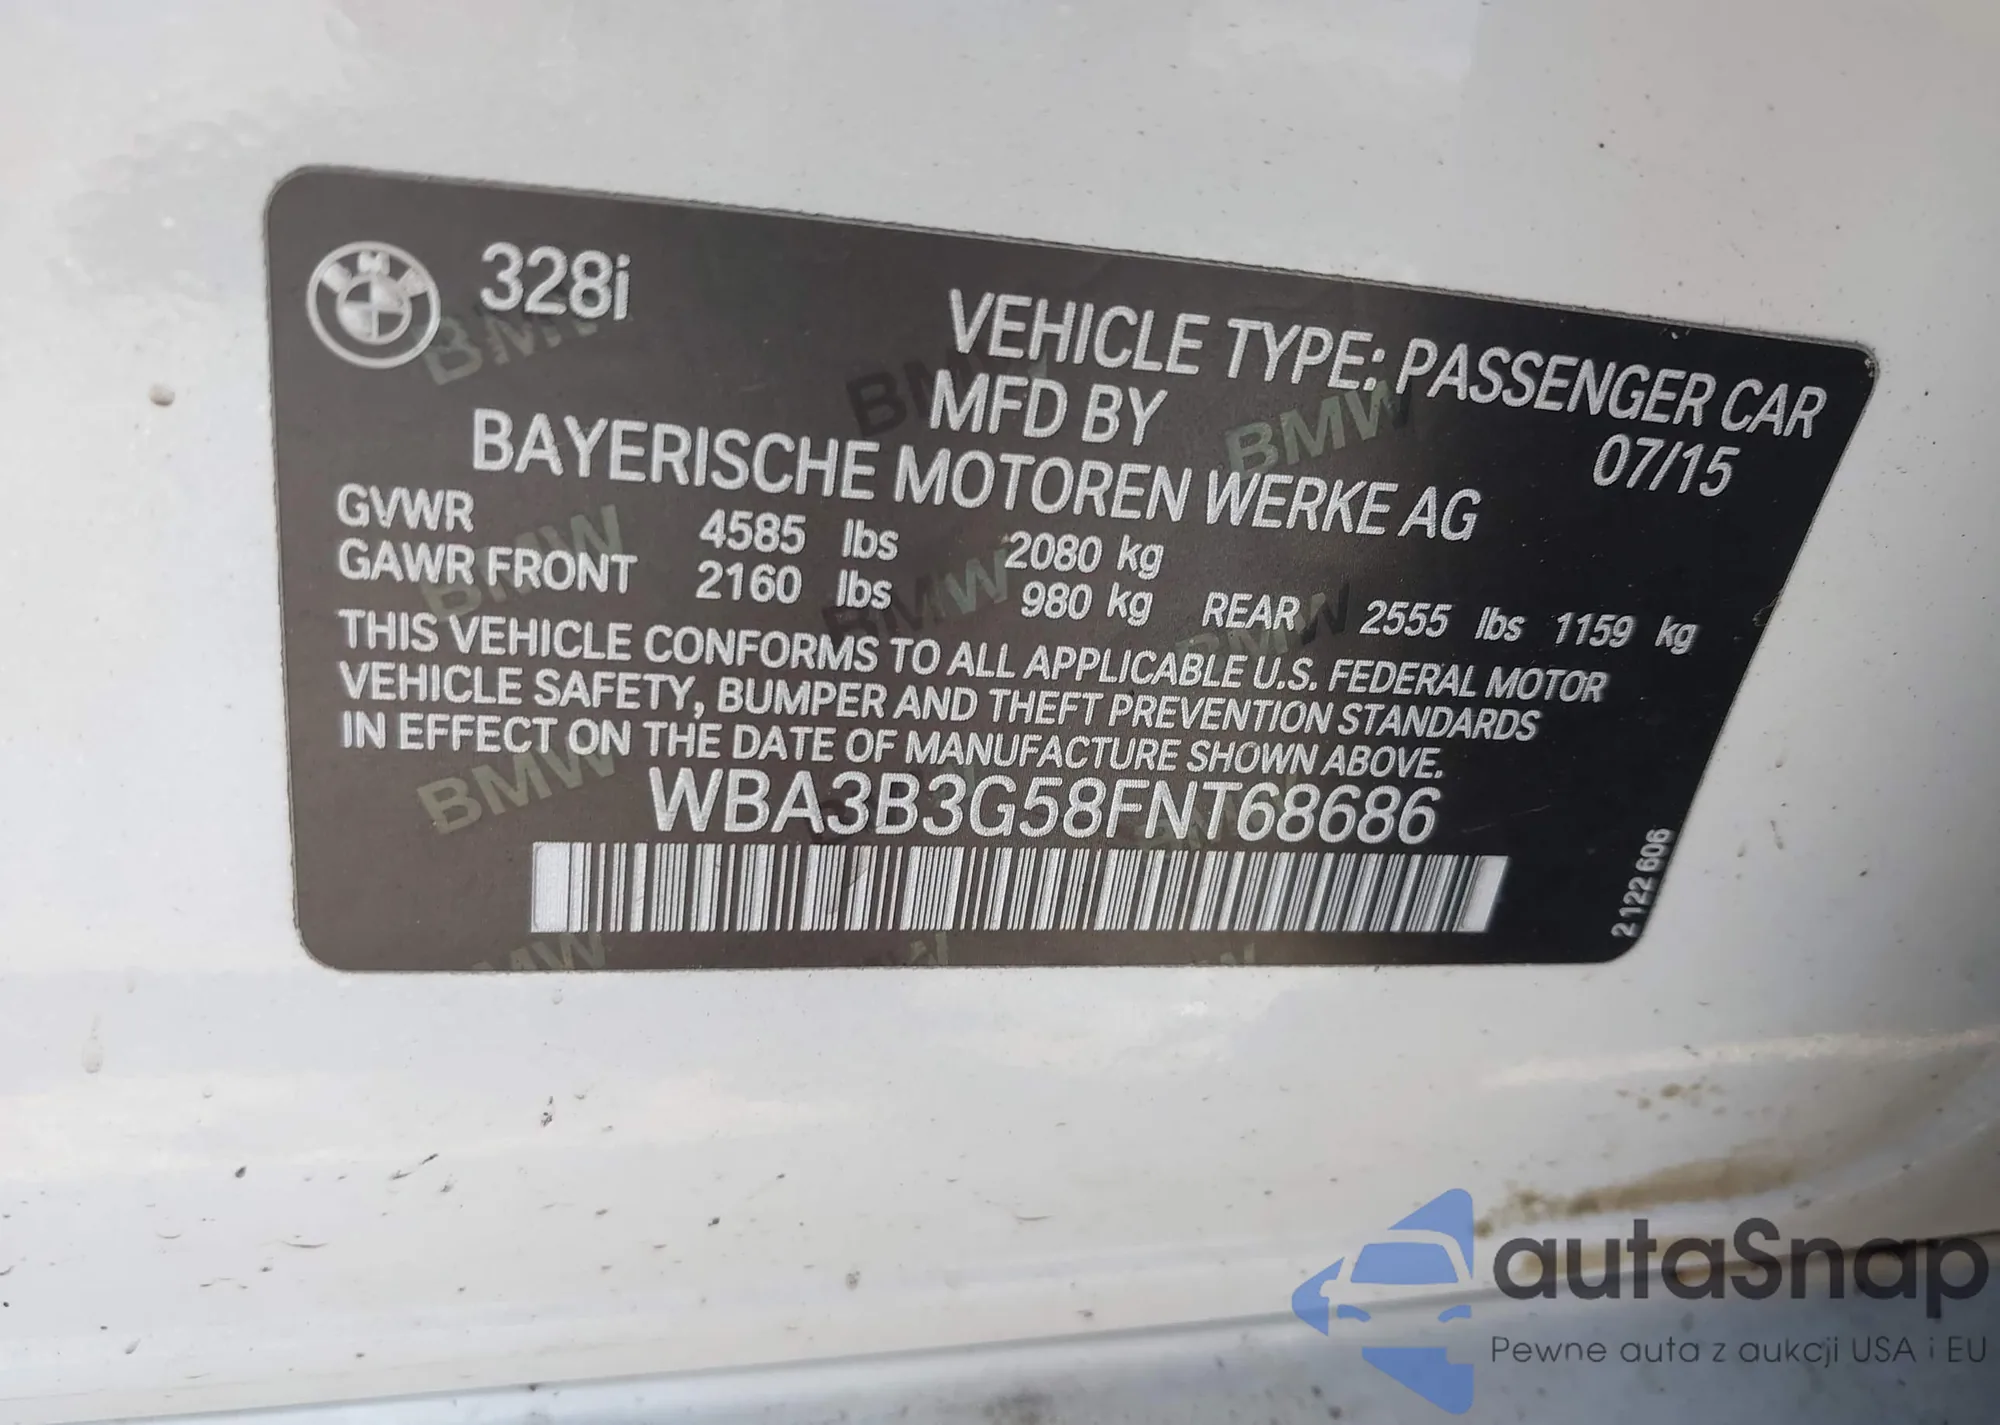 BMW 328i
VEHICLE TYPE: PASSENGER CAR
MFD BY 07/15
BAYERISCHE MOTOREN WERKE AG
GVWR 4585 lbs 2080 kg
GAWR FRONT 2160 lbs 980 kg REAR 2555 lbs 1159 kg
THIS VEHICLE CONFORMS TO ALL APPLICABLE U.S. FEDERAL MOTOR
VEHICLE SAFETY, BUMPER AND THEFT PREVENTION STANDARDS
IN EFFECT ON THE DATE OF MANUFACTURE SHOWN ABOVE.
WBA3B3G58FNT68686
2 122 606
autaSnap
Pewne auta z aukcji USA i EU